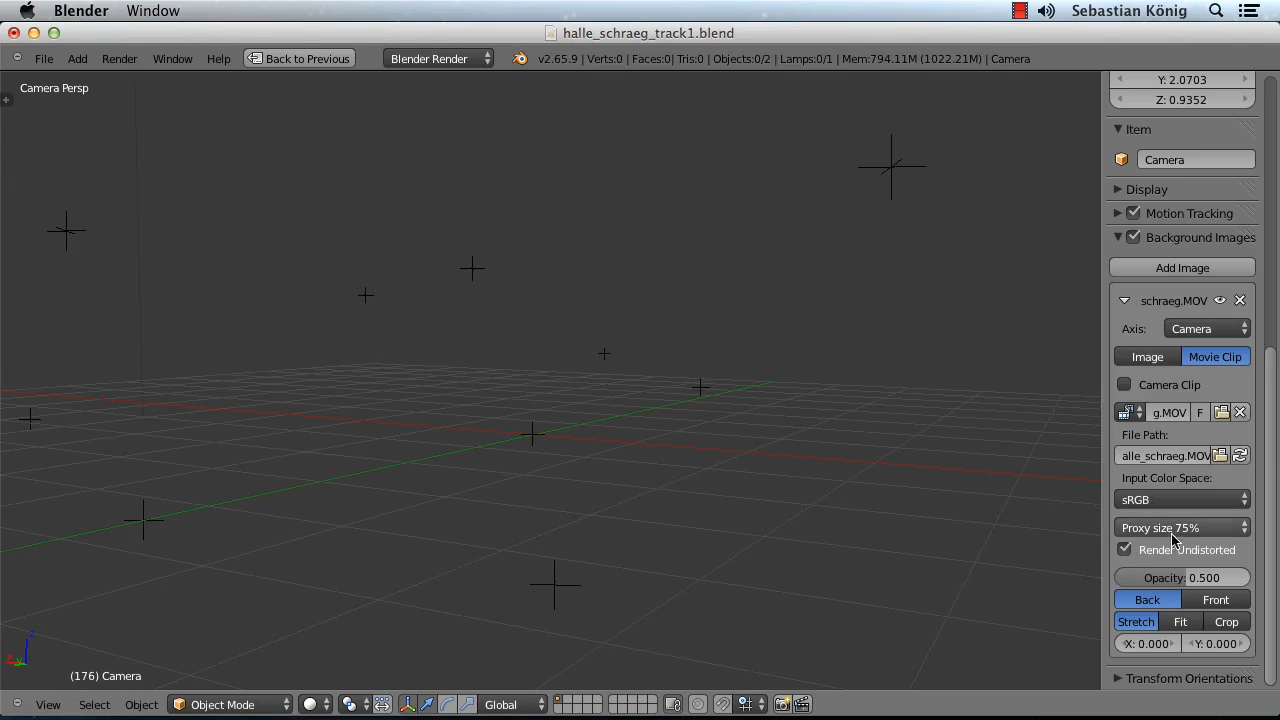 Blender Window Sebastian König
halle_schraeg_track1.blend
File Add Render Window Help Back to Previous Blender Render v2.65.9 | Verts:0 | Faces:0| Tris:0 | Objects:0/2 | Lamps:0/1 | Mem:794.11M (1022.21M) | Camera
Camera Persp
Y: 2.0703
Z: 0.9352
Item
Camera
Display
Motion Tracking
Background Images
Add Image
schraeg.MOV
Axis: Camera
Image Movie Clip
Camera Clip
g.MOV F
File Path:
alle_schraeg.MOV
Input Color Space:
sRGB
Proxy size 75%
Render Undistorted
Opacity: 0.500
Back Front
Stretch Fit Crop
X: 0.000 Y: 0.000
Transform Orientations
z
x y
(176) Camera
View Select Object Object Mode Global